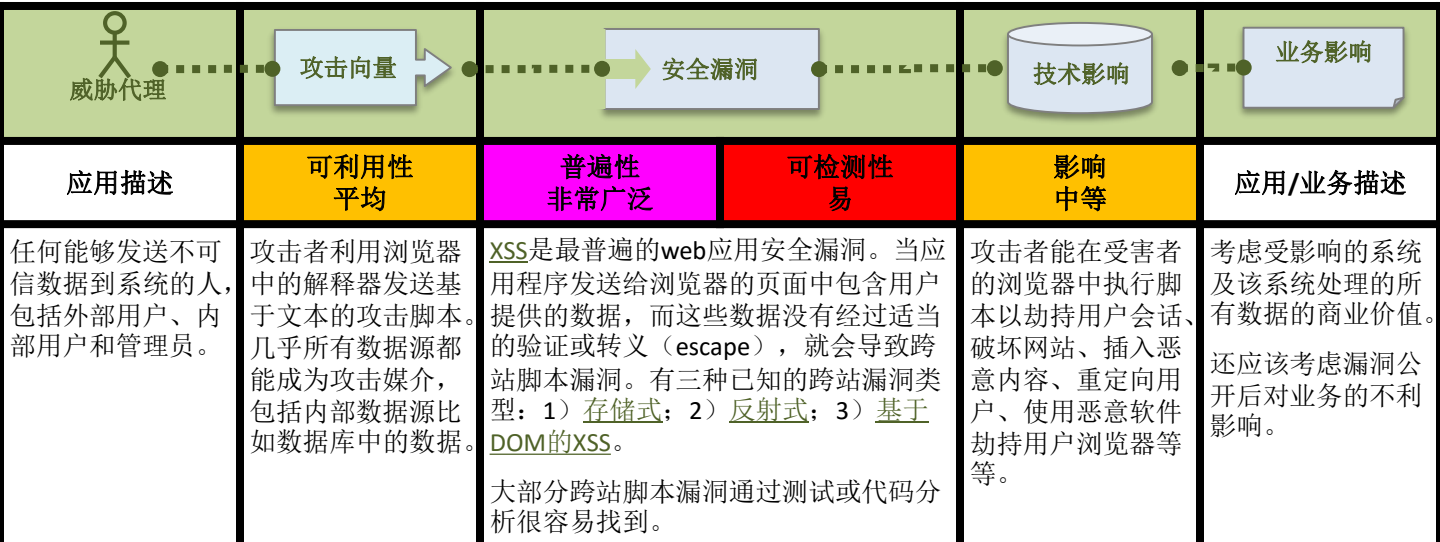 威胁代理
攻击向量
安全漏洞
技术影响
业务影响
应用描述
可利用性
平均
普遍性
非常广泛
可检测性
易
影响
中等
应用/业务描述
任何能够发送不可
信数据到系统的人，
包括外部用户、内
部用户和管理员。
攻击者利用浏览器
中的解释器发送基
于文本的攻击脚本。
几乎所有数据源都
能成为攻击媒介，
包括内部数据源比
如数据库中的数据。
XSS是最普遍的web应用安全漏洞。当应
用程序发送给浏览器的页面中包含用户
提供的数据，而这些数据没有经过适当
的验证或转义（escape），就会导致跨
站脚本漏洞。有三种已知的跨站漏洞类
型：1）存储式；2）反射式；3）基于
DOM的XSS。
大部分跨站脚本漏洞通过测试或代码分
析很容易找到。
攻击者能在受害者
的浏览器中执行脚
本以劫持用户会话、
破坏网站、插入恶
意内容、重定向用
户、使用恶意软件
劫持用户浏览器等
等。
考虑受影响的系统
及该系统处理的所
有数据的商业价值。
还应该考虑漏洞公
开后对业务的不利
影响。